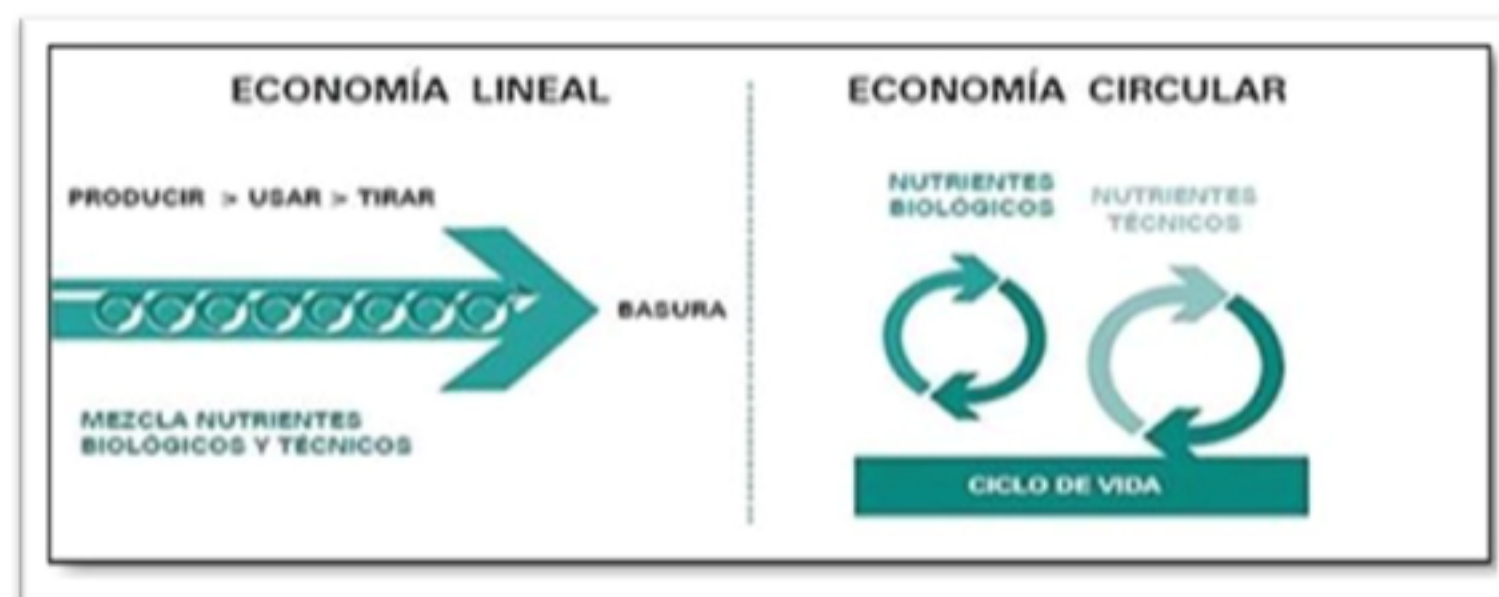 ECONOMÍA LINEAL
PRODUCIR > USAR > TIRAR
BASURA
MEZCLA NUTRIENTES
BIOLÓGICOS Y TÉCNICOS
ECONOMÍA CIRCULAR
NUTRIENTES
BIOLÓGICOS
NUTRIENTES
TÉCNICOS
CICLO DE VIDA